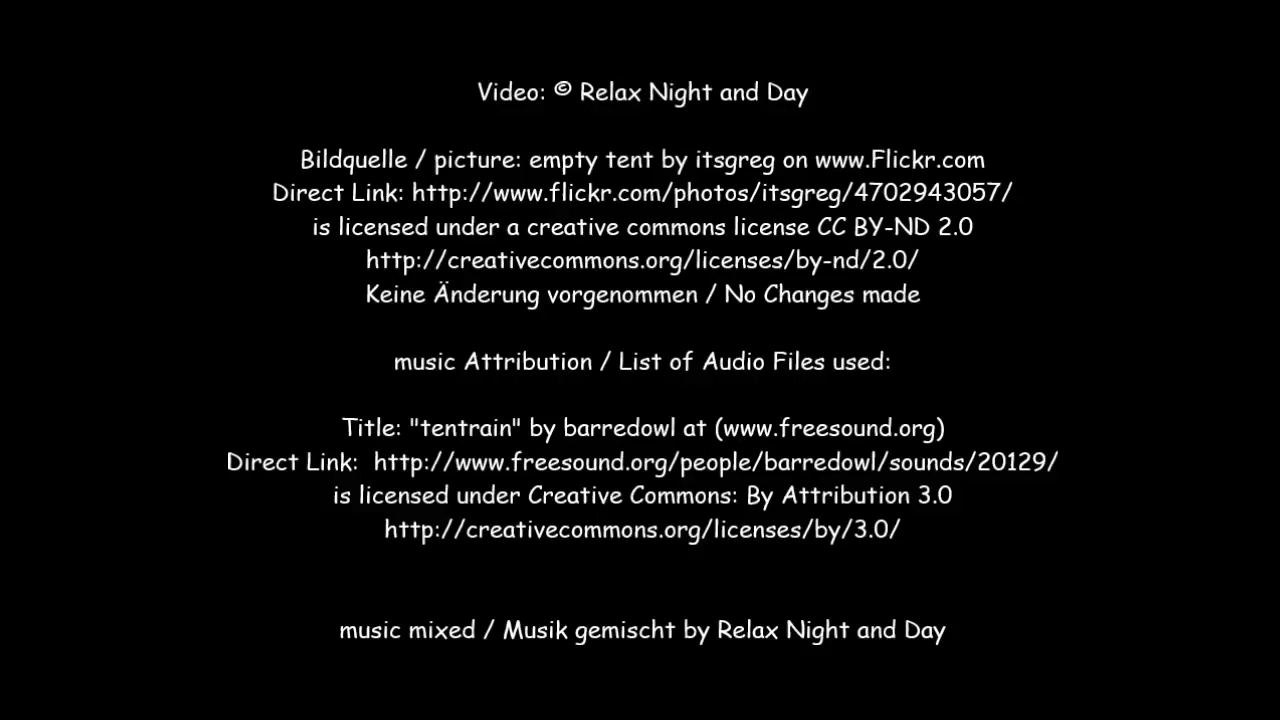 Video: © Relax Night and Day
Bildquelle / picture: empty tent by itsgreg on www.Flickr.com
Direct Link: http://www.flickr.com/photos/itsgreg/4702943057/
is licensed under a creative commons license CC BY-ND 2.0
http://creativecommons.org/licenses/by-nd/2.0/
Keine Änderung vorgenommen / No Changes made
music Attribution / List of Audio Files used:
Title: "tentrain" by barredowl at (www.freesound.org)
Direct Link:  http://www.freesound.org/people/barredowl/sounds/20129/
is licensed under Creative Commons: By Attribution 3.0
http://creativecommons.org/licenses/by/3.0/
music mixed / Musik gemischt by Relax Night and Day